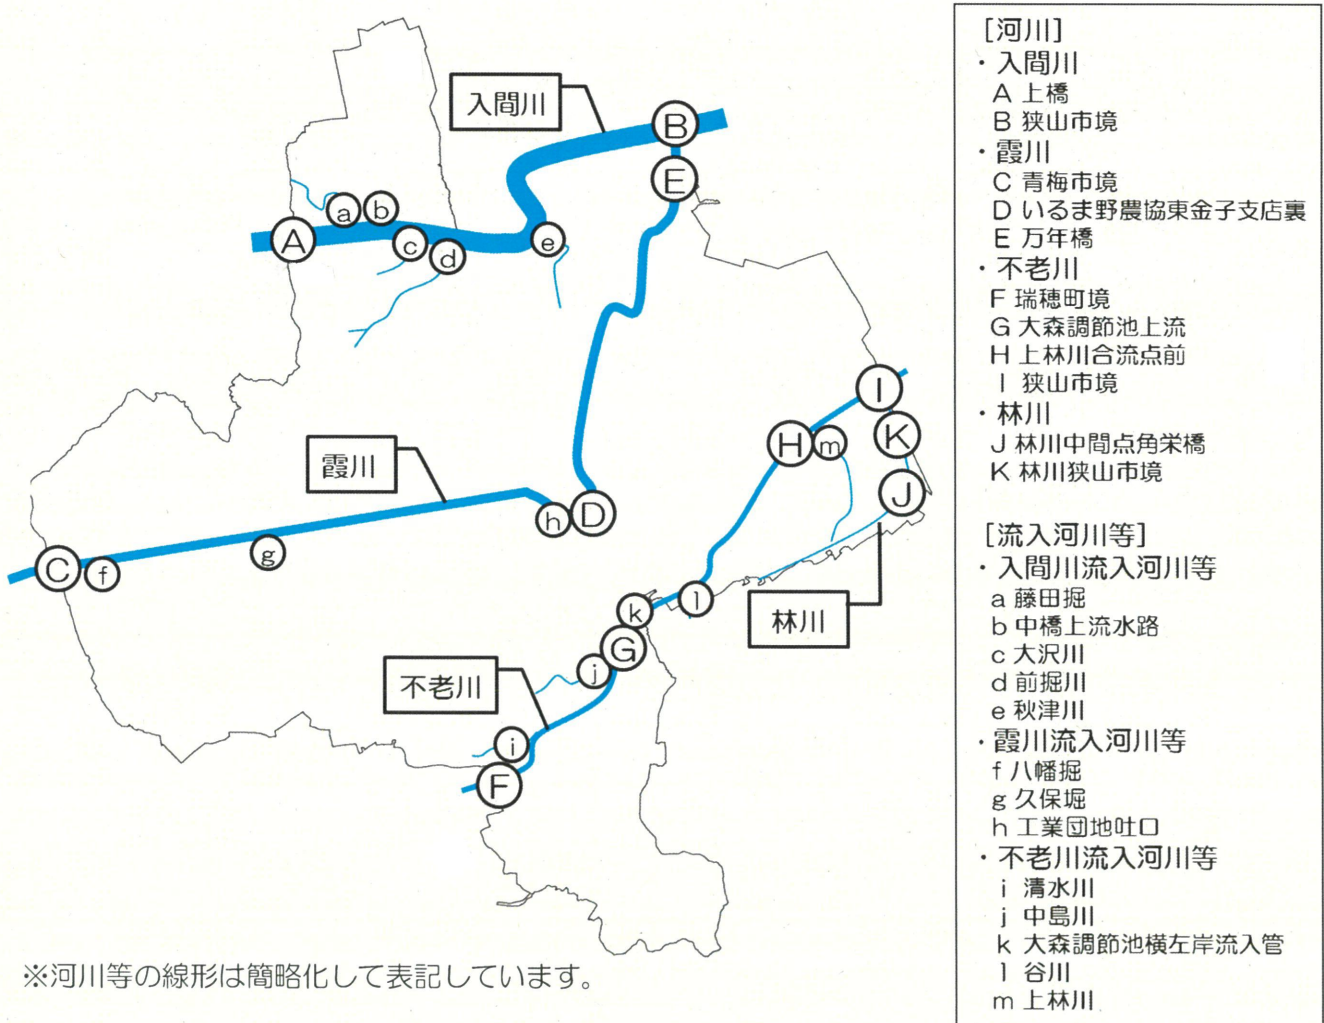 入間川
B
E
a
b
A
c
d
e
I
H
m
K
霞川
J
h
D
g
C
f
l
k
林川
G
j
不老川
i
F
※河川等の線形は簡略化して表記しています。
[河川]
・入間川
A 上橋
B 狭山市境
・霞川
C 青梅市境
D いるま野農協東金子支店裏
E 万年橋
・不老川
F 瑞穂町境
G 大森調節池上流
H 上林川合流点前
I 狭山市境
・林川
J 林川中間点角栄橋
K 林川狭山市境
[流入河川等]
・入間川流入河川等
a 藤田堀
b 中橋上流水路
c 大沢川
d 前堀川
e 秋津川
・霞川流入河川等
f 八幡堀
g 久保堀
h 工業団地吐口
・不老川流入河川等
i 清水川
j 中島川
k 大森調節池横左岸流入管
l 谷川
m 上林川